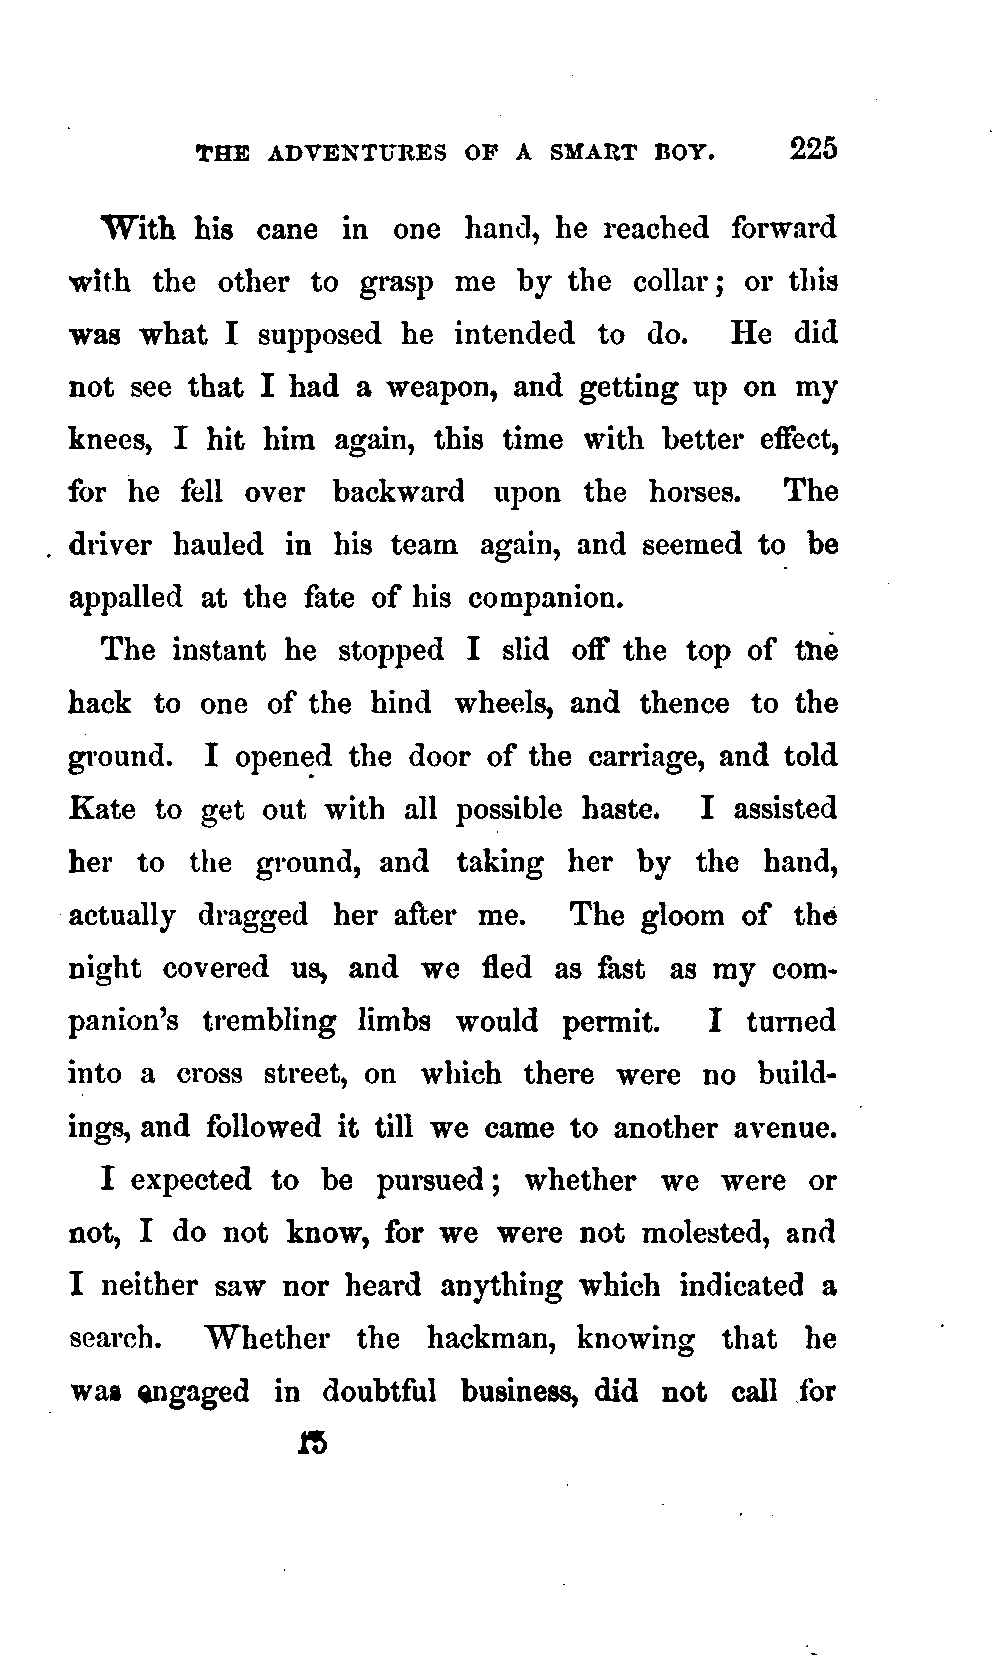 THE ADVENTURES OF A SMART BOY. 225
With his cane in one hand, he reached forward
with the other to grasp me by the collar; or this
was what I supposed he intended to do. He did
not see that I had a weapon, and getting up on my
knees, I hit him again, this time with better effect,
for he fell over backward upon the horses. The
driver hauled in his team again, and seemed to be
appalled at the fate of his companion.
The instant he stopped I slid off the top of the
hack to one of the hind wheels, and thence to the
ground. I opened the door of the carriage, and told
Kate to get out with all possible haste. I assisted
her to the ground, and taking her by the hand,
actually dragged her after me. The gloom of the
night covered us, and we fled as fast as my com-
panion's trembling limbs would permit. I turned
into a cross street, on which there were no build-
ings, and followed it till we came to another avenue.
I expected to be pursued; whether we were or
not, I do not know, for we were not molested, and
I neither saw nor heard anything which indicated a
search. Whether the hackman, knowing that he
was engaged in doubtful business, did not call for
15